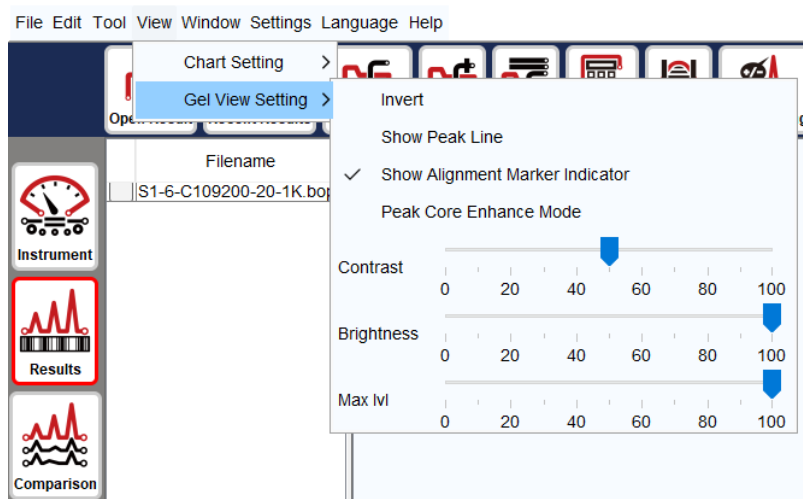 File Edit Tool View Window Settings Language Help
Chart Setting
Gel View Setting
Invert
Show Peak Line
Show Alignment Marker Indicator
Peak Core Enhance Mode
Contrast
0 20 40 60 80 100
Brightness
0 20 40 60 80 100
Max lvl
0 20 40 60 80 100
Filename
S1-6-C109200-20-1K.bop
Instrument
Results
Comparison